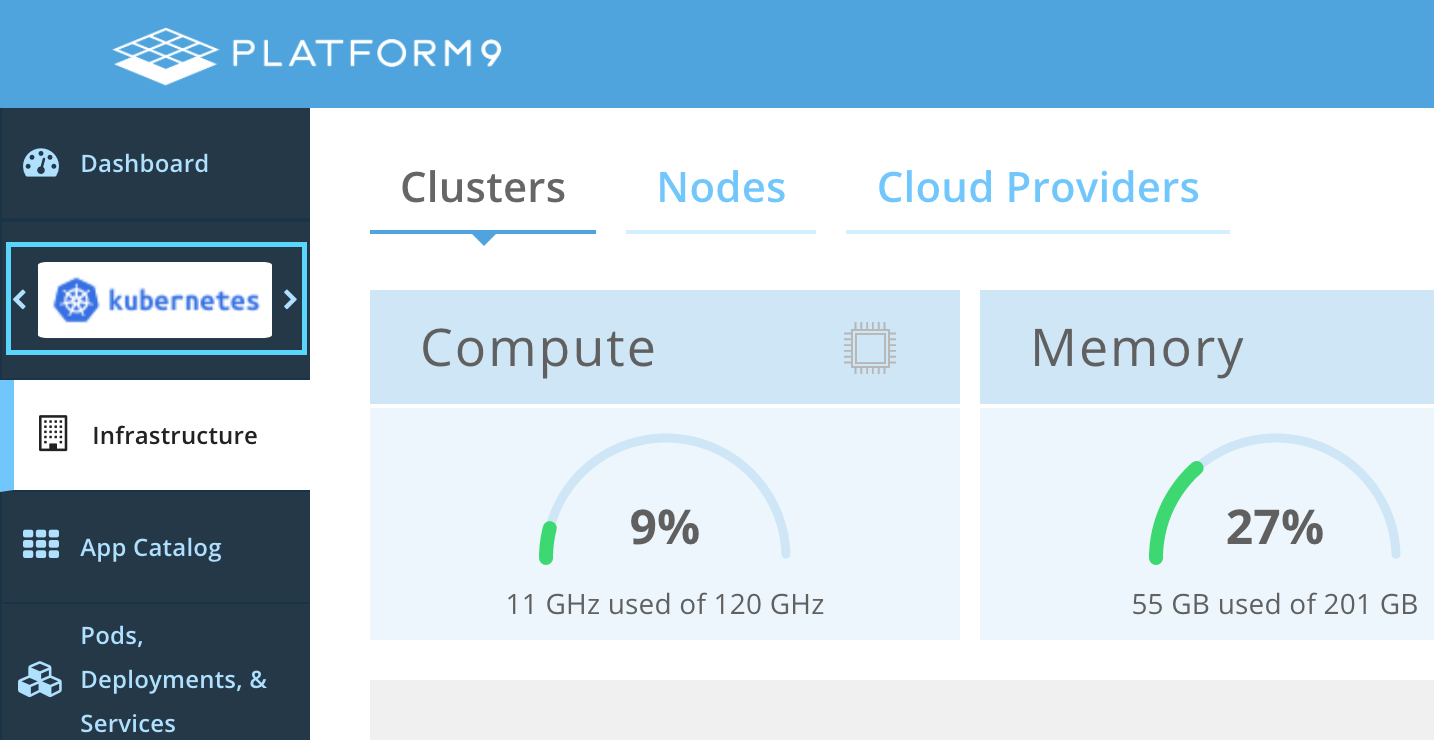 PLATFORM9
Dashboard
kubernetes
Infrastructure
App Catalog
Pods,
Deployments, &
Services
Clusters Nodes Cloud Providers
Compute
9%
11 GHz used of 120 GHz
Memory
27%
55 GB used of 201 GB